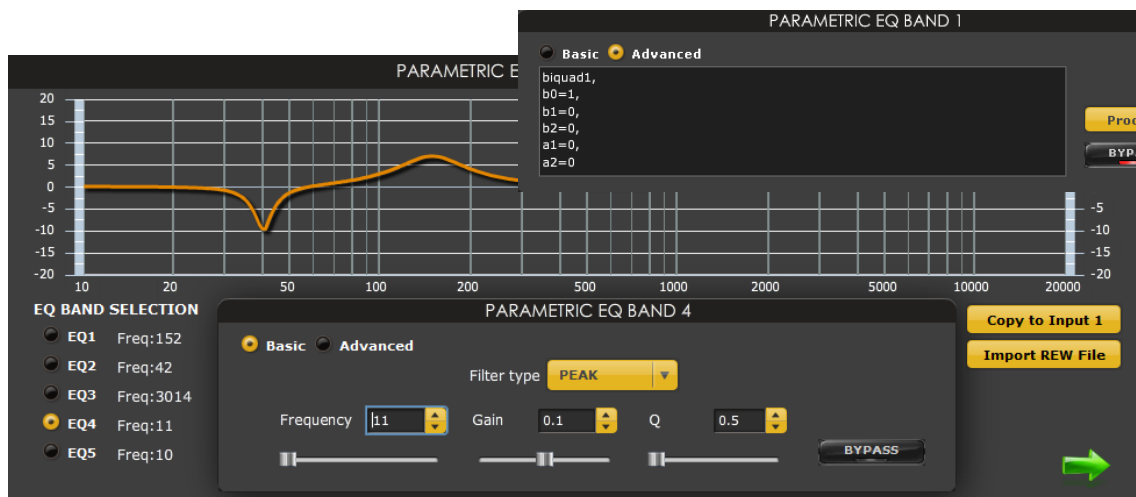 PARAMETRIC EQ BAND 1
Basic Advanced
biquad1,
b0=1,
b1=0,
b2=0,
a1=0,
a2=0
PARAMETRIC E
20
15
10
5
0
-5 -5
-10 -10
-15 -15
-20 -20
10 20 50 100 200 500 1000 2000 5000 10000 20000
EQ BAND SELECTION
EQ1 Freq:152
EQ2 Freq:42
EQ3 Freq:3014
EQ4 Freq:11
EQ5 Freq:10
PARAMETRIC EQ BAND 4
Basic Advanced
Filter type PEAK
Frequency 11 Gain 0.1 Q 0.5
BYPASS
Copy to Input 1
Import REW File